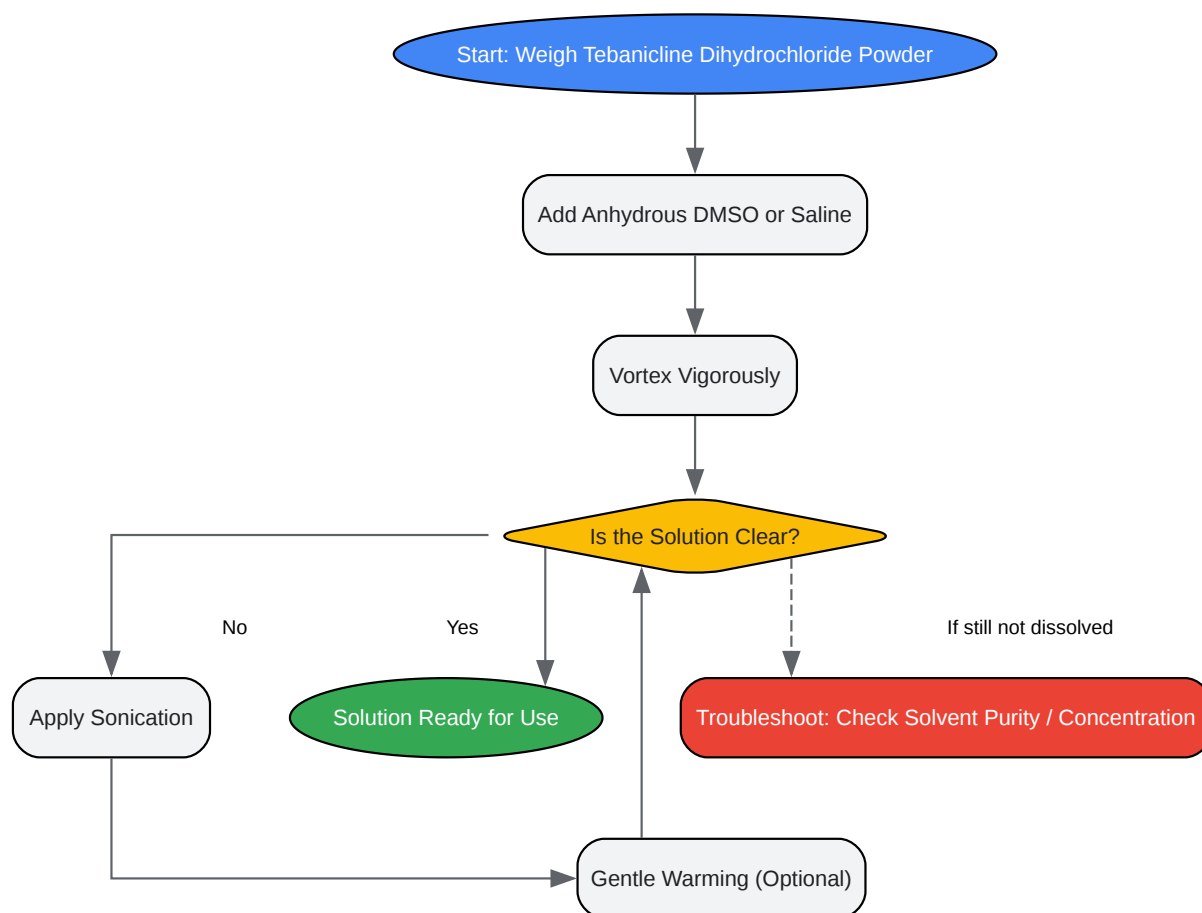 Start: Weigh Tebanicline Dihydrochloride Powder
Add Anhydrous DMSO or Saline
Vortex Vigorously
Is the Solution Clear?
No
Yes
If still not dissolved
Apply Sonication
Solution Ready for Use
Troubleshoot: Check Solvent Purity / Concentration
Gentle Warming (Optional)